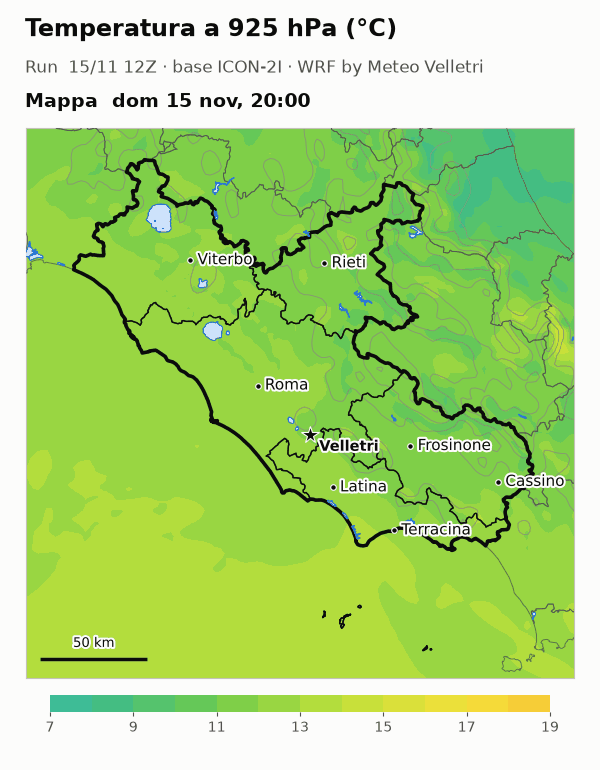 Temperatura a 925 hPa (°C)
Run  15/11 12Z · base ICON-2I · WRF by Meteo Velletri
Mappa  dom 15 nov, 20:00
Viterbo
Rieti
Roma
Velletri
Frosinone
Latina
Cassino
Terracina
50 km
7 9 11 13 15 17 19